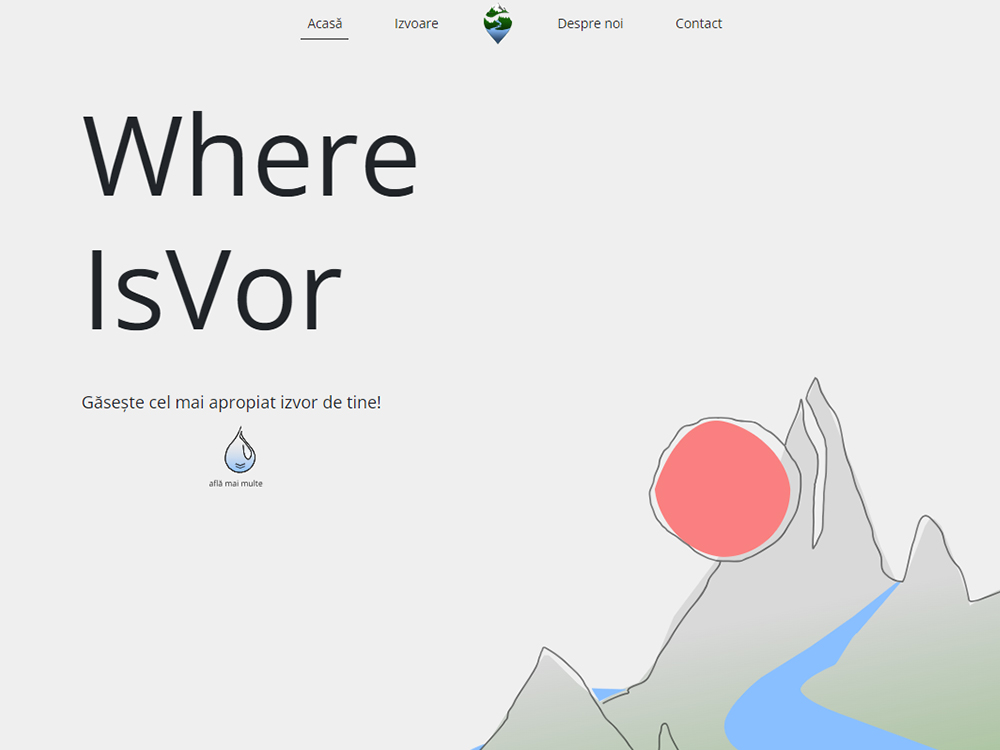 Acasă Izvoare Despre noi Contact
Where
IsVor
Găsește cel mai apropiat izvor de tine!
află mai multe